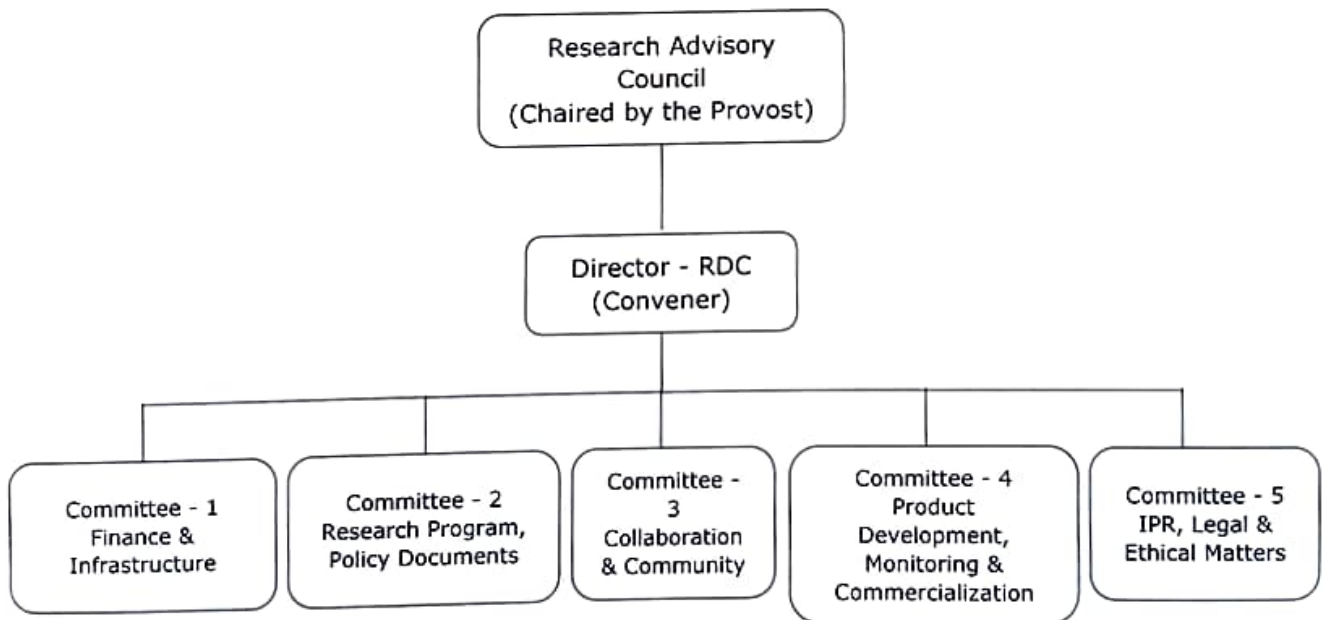 Research Advisory
Council
(Chaired by the Provost)
Director - RDC
(Convener)
Committee - 1
Finance &
Infrastructure
Committee - 2
Research Program,
Policy Documents
Committee -
3
Collaboration
& Community
Committee - 4
Product
Development,
Monitoring &
Commercialization
Committee - 5
IPR, Legal &
Ethical Matters